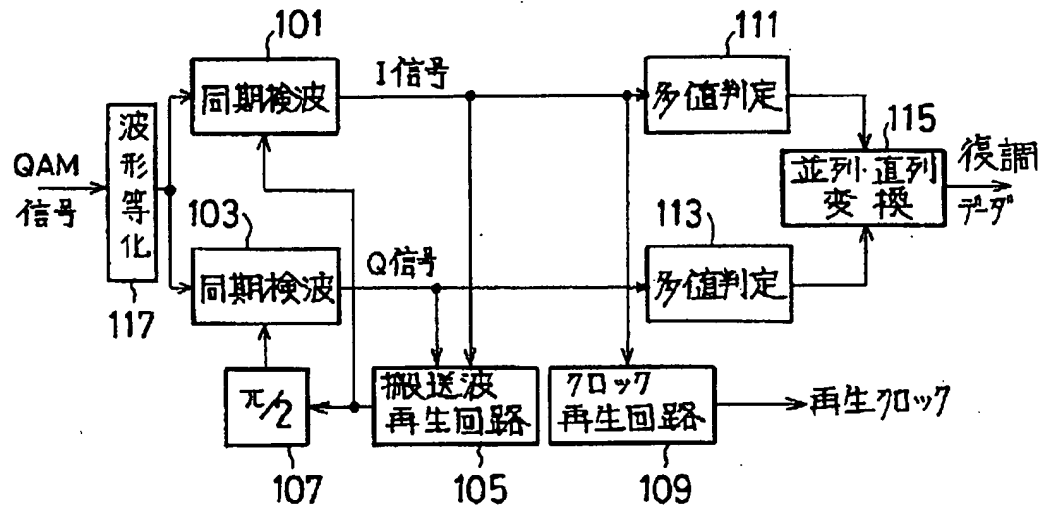 101
同期検波
I信号
111
多値判定
115
並列・直列
変換
復調
データ
QAM
信号
波形等化
117
103
同期検波
Q信号
113
多値判定
π/2
107
搬送波
再生回路
105
クロック
再生回路
109
再生クロック